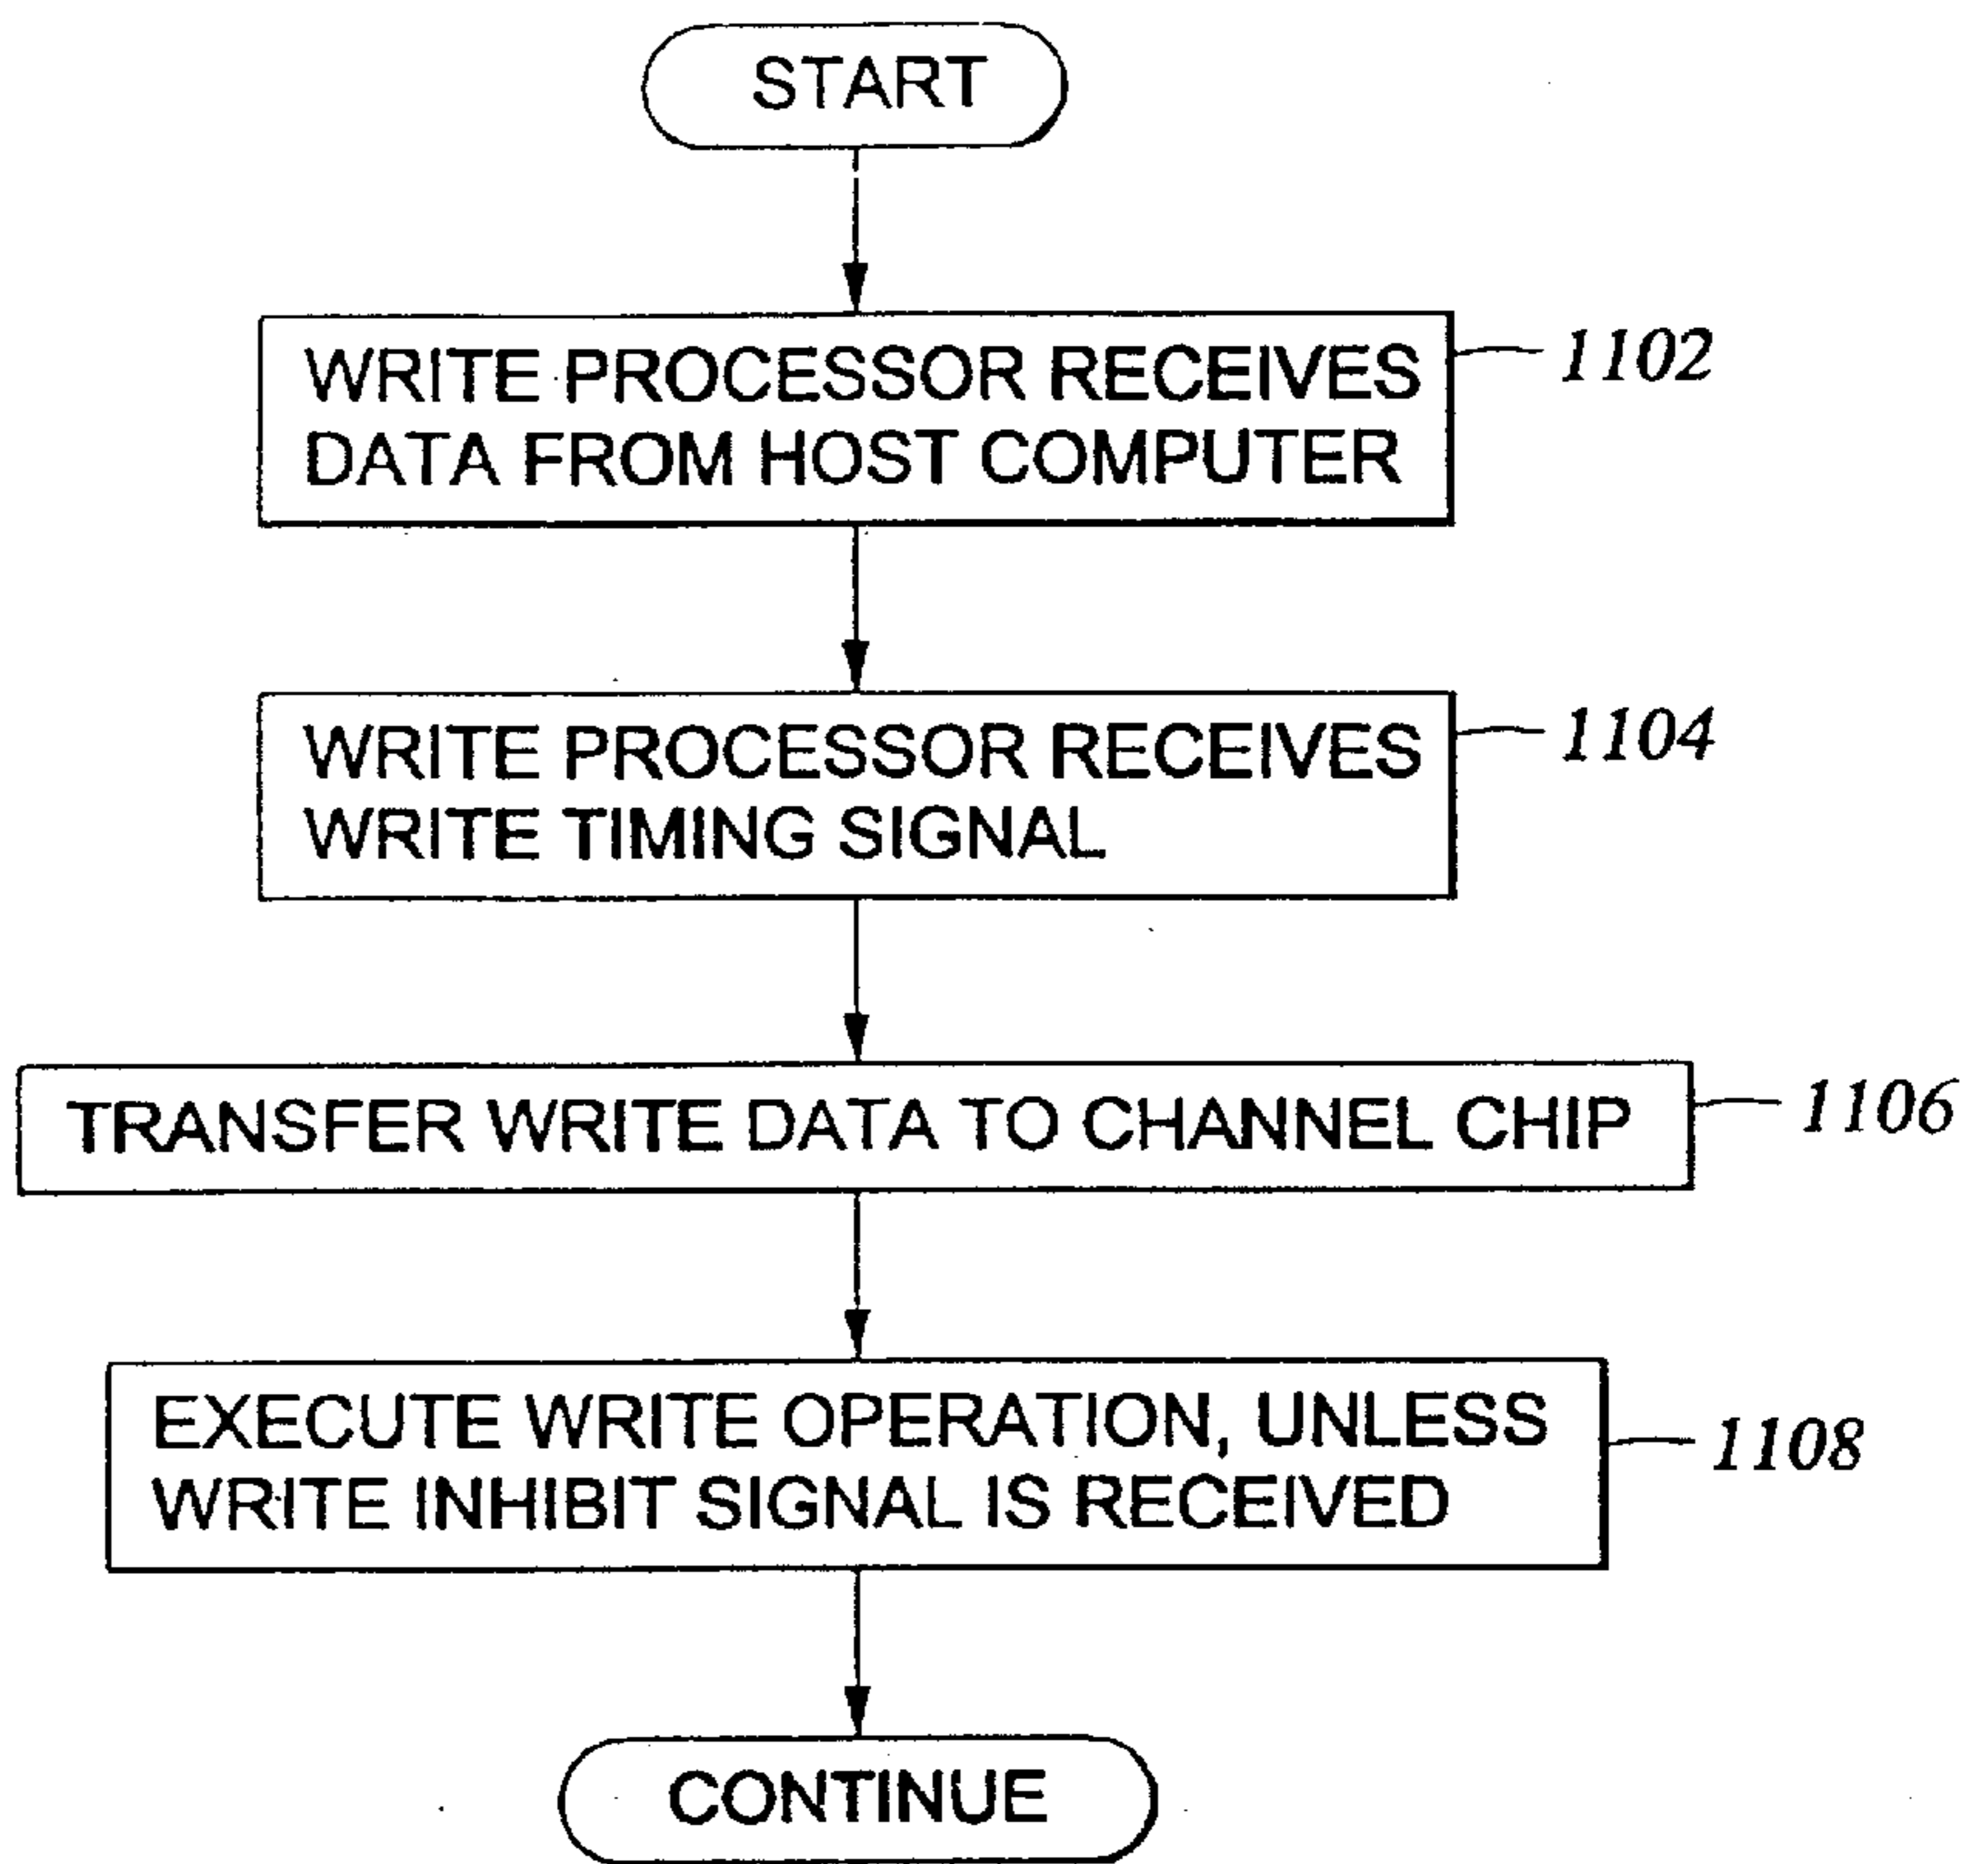 START
WRITE PROCESSOR RECEIVES
DATA FROM HOST COMPUTER
1102
WRITE PROCESSOR RECEIVES
WRITE TIMING SIGNAL
1104
TRANSFER WRITE DATA TO CHANNEL CHIP
1106
EXECUTE WRITE OPERATION, UNLESS
WRITE INHIBIT SIGNAL IS RECEIVED
1108
CONTINUE